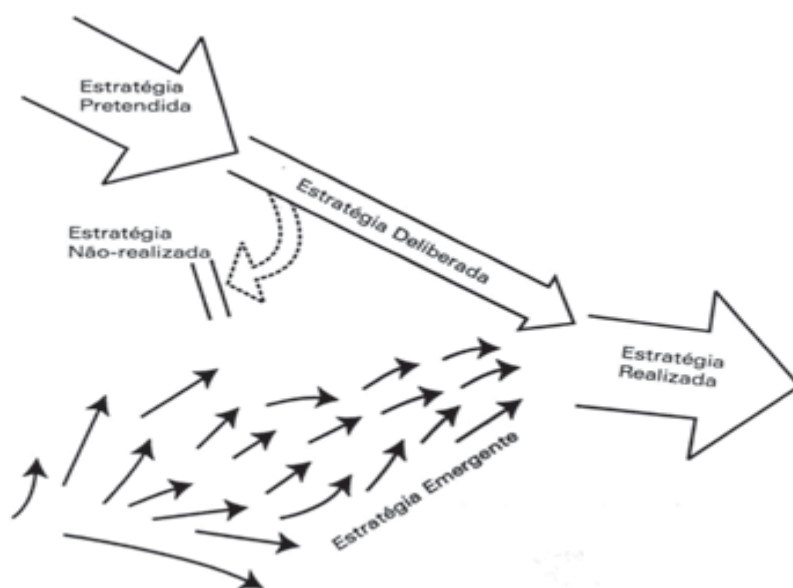 Estratégia
Pretendida
Estratégia Deliberada
Estratégia
Não-realizada
Estratégia
Realizada
Estratégia Emergente